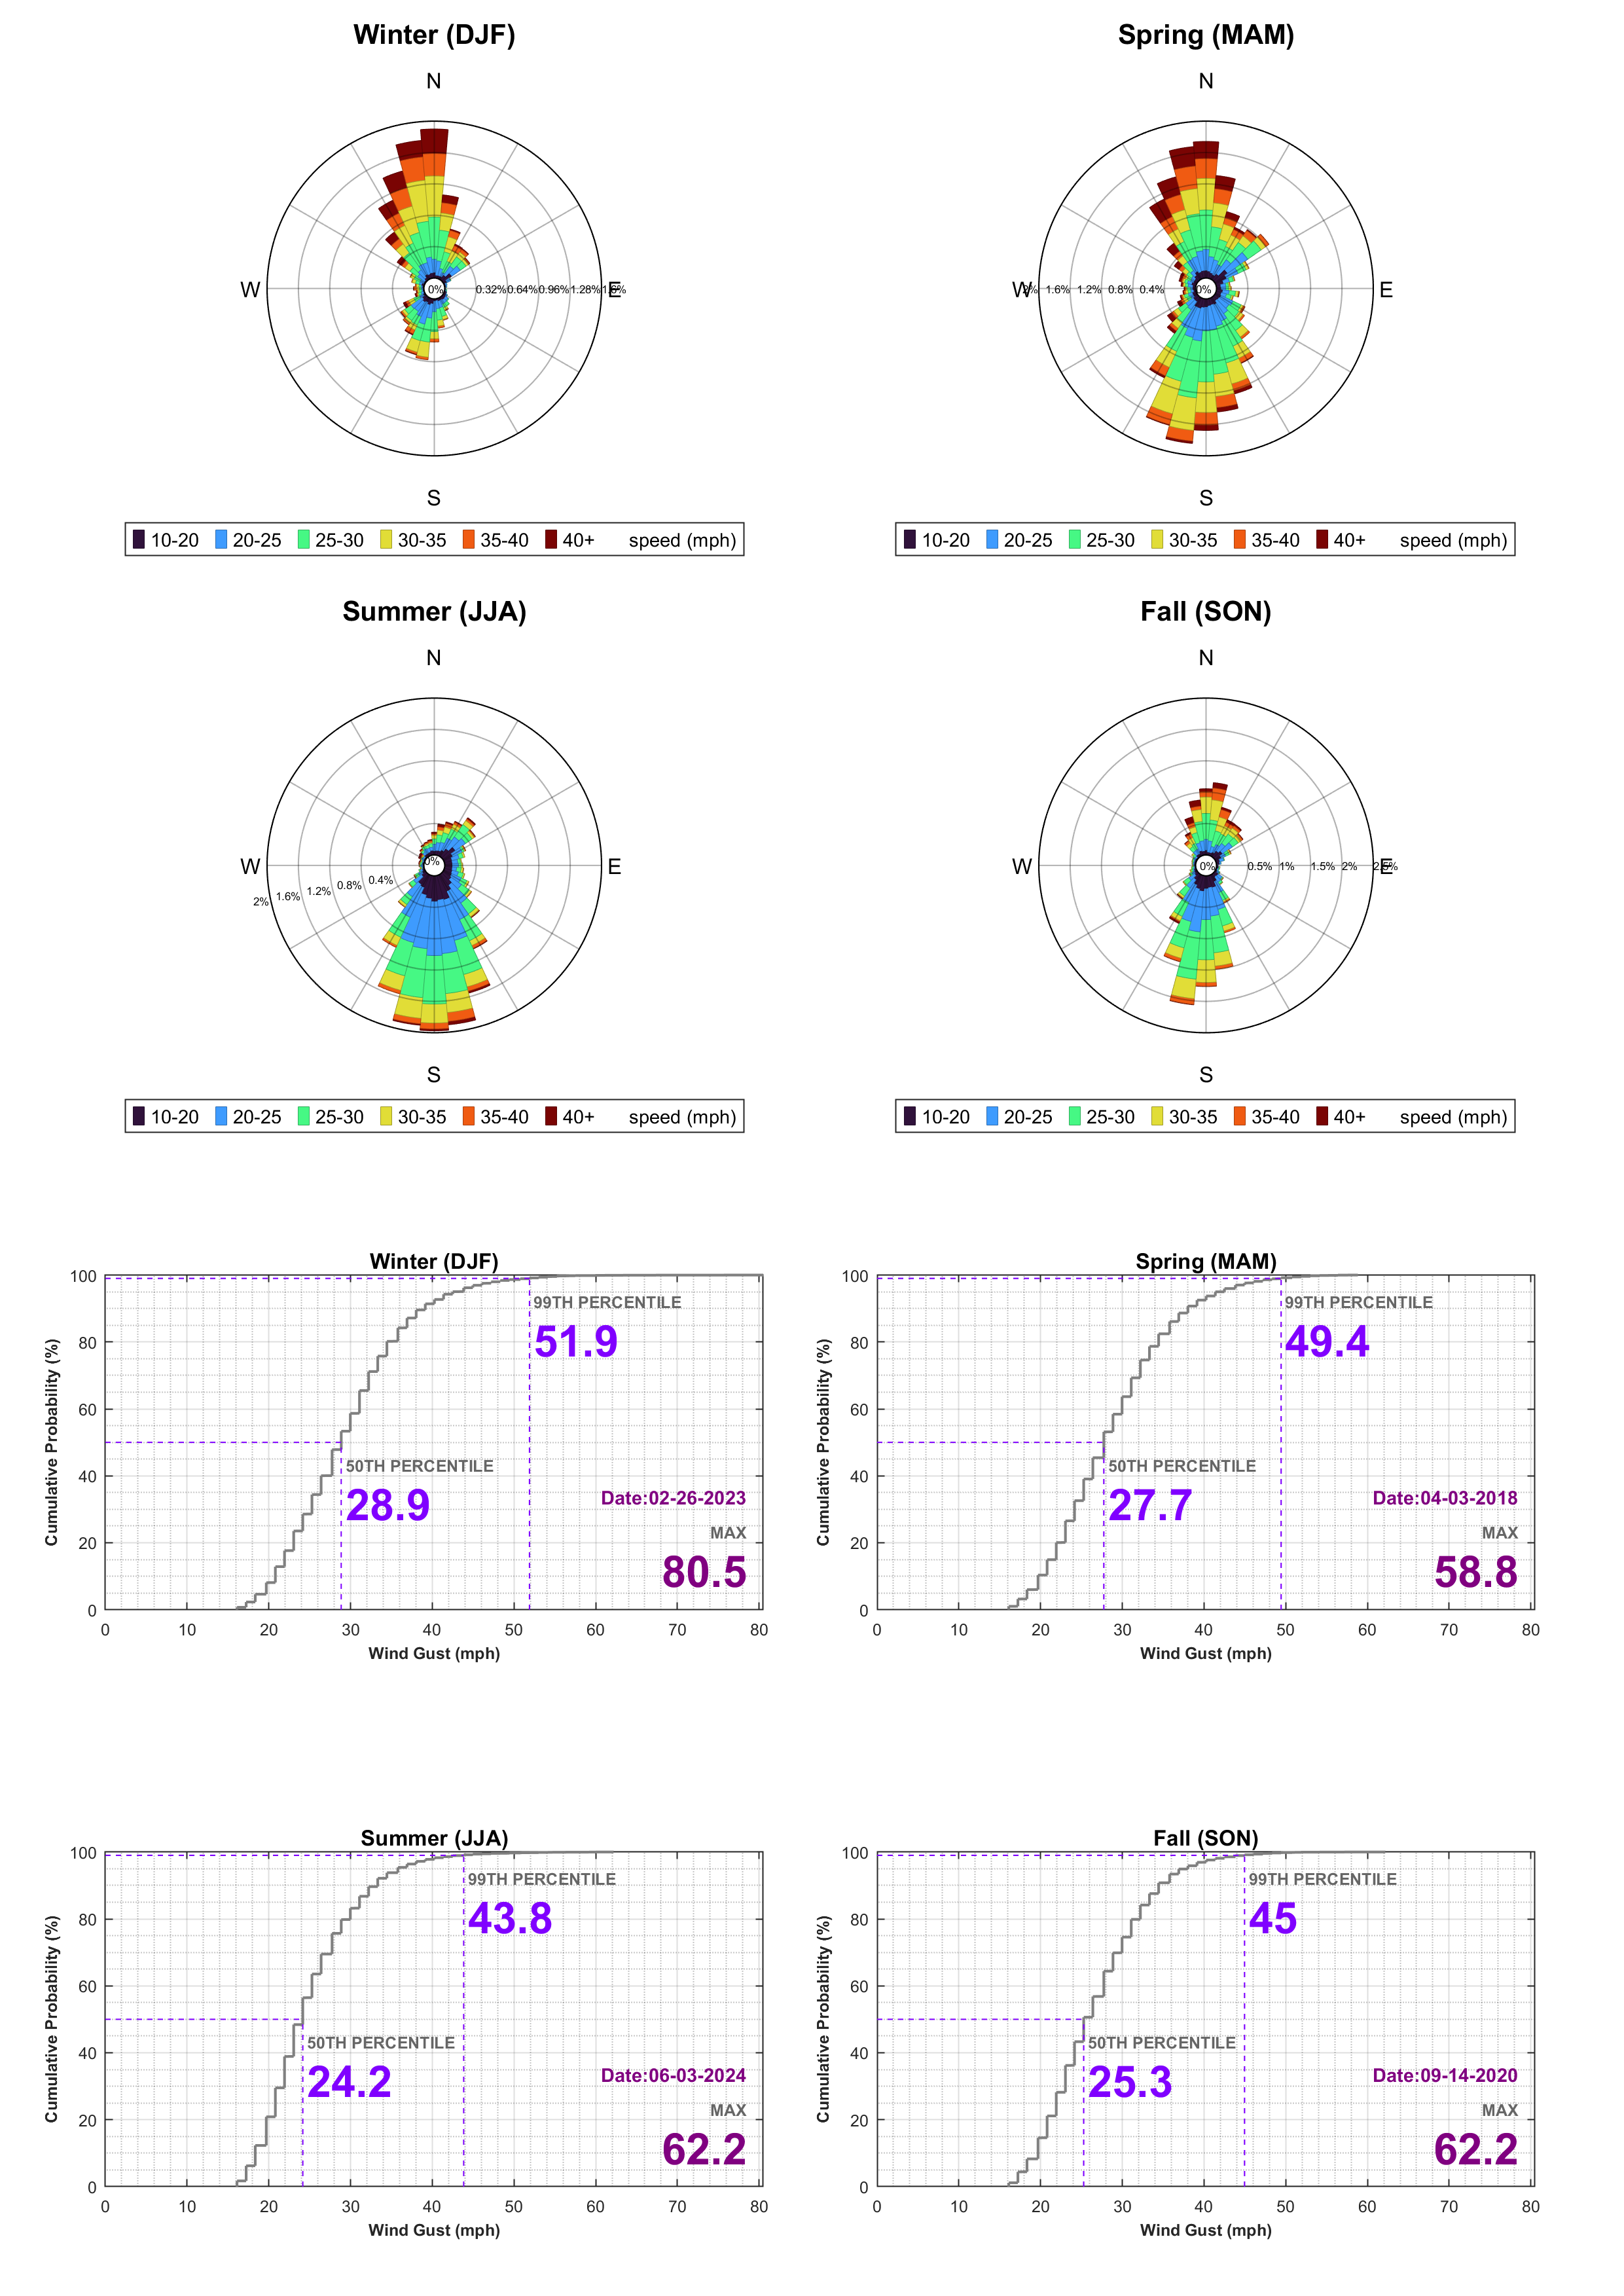 Winter (DJF)
Spring (MAM)
N
N
W
0%
0.32%
0.64%
0.96%
1.28%
1.6%
E
W
2%
1.6%
1.2%
0.8%
0.4%
0%
E
S
S
10-20 20-25 25-30 30-35 35-40 40+ speed (mph)
10-20 20-25 25-30 30-35 35-40 40+ speed (mph)
Summer (JJA)
Fall (SON)
N
N
W
2%
1.6%
1.2%
0.8%
0.4%
0%
E
W
0%
0.5%
1%
1.5%
2%
2.5%
E
S
S
10-20 20-25 25-30 30-35 35-40 40+ speed (mph)
10-20 20-25 25-30 30-35 35-40 40+ speed (mph)
Winter (DJF)
100
80
60
40
20
0
Cumulative Probability (%)
99TH PERCENTILE
51.9
50TH PERCENTILE
28.9
Date:02-26-2023
MAX
80.5
0 10 20 30 40 50 60 70 80
Wind Gust (mph)
Spring (MAM)
100
80
60
40
20
0
Cumulative Probability (%)
99TH PERCENTILE
49.4
50TH PERCENTILE
27.7
Date:04-03-2018
MAX
58.8
0 10 20 30 40 50 60 70 80
Wind Gust (mph)
Summer (JJA)
100
80
60
40
20
0
Cumulative Probability (%)
99TH PERCENTILE
43.8
50TH PERCENTILE
24.2
Date:06-03-2024
MAX
62.2
0 10 20 30 40 50 60 70 80
Wind Gust (mph)
Fall (SON)
100
80
60
40
20
0
Cumulative Probability (%)
99TH PERCENTILE
45
50TH PERCENTILE
25.3
Date:09-14-2020
MAX
62.2
0 10 20 30 40 50 60 70 80
Wind Gust (mph)